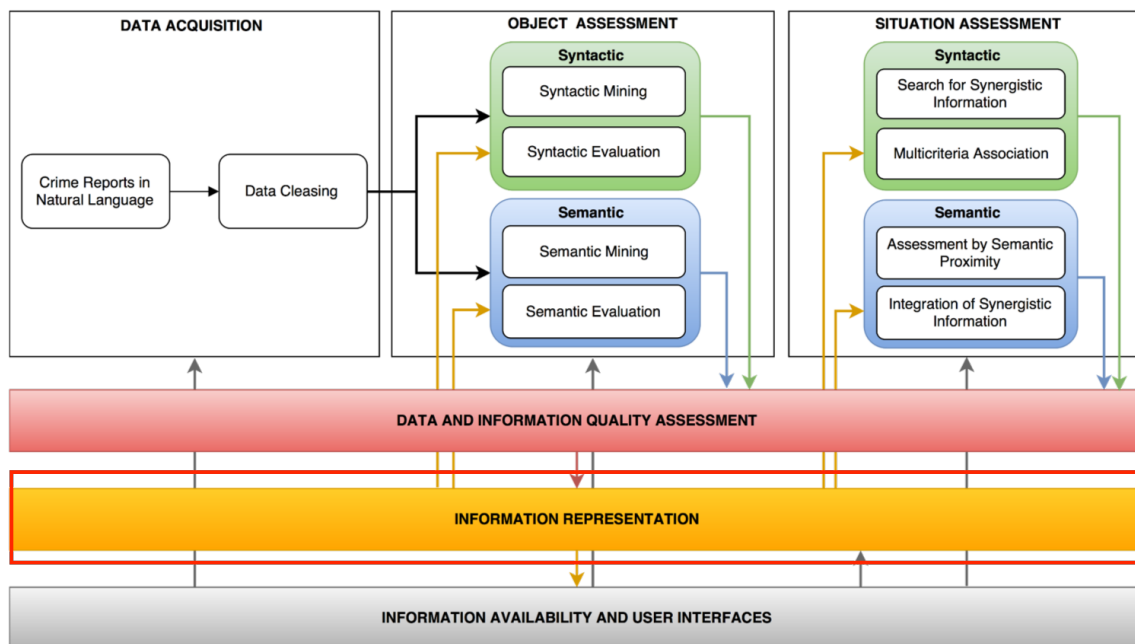 DATA ACQUISITION
Crime Reports in
Natural Language
Data Cleasing
OBJECT ASSESSMENT
Syntactic
Syntactic Mining
Syntactic Evaluation
Semantic
Semantic Mining
Semantic Evaluation
SITUATION ASSESSMENT
Syntactic
Search for Synergistic
Information
Multicriteria Association
Semantic
Assessment by Semantic
Proximity
Integration of Synergistic
Information
DATA AND INFORMATION QUALITY ASSESSMENT
INFORMATION REPRESENTATION
INFORMATION AVAILABILITY AND USER INTERFACES